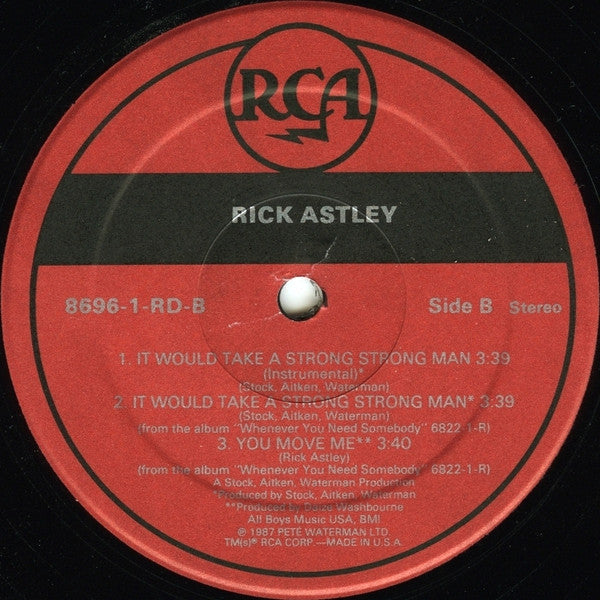 RCA
RICK ASTLEY
8696-1-RD-B Side B Stereo
1. IT WOULD TAKE A STRONG STRONG MAN 3:39
(Instrumental)*
(Stock, Aitken, Waterman)
2. IT WOULD TAKE A STRONG STRONG MAN* 3:39
(Stock, Aitken, Waterman)
(from the album "Whenever You Need Somebody" 6822-1-R)
3. YOU MOVE ME** 3:40
(Rick Astley)
(from the album "Whenever You Need Somebody" 6822-1-R)
A Stock, Aitken, Waterman Production
*Produced by Stock, Aitken, Waterman
**Produced by Daize Washbourne
All Boys Music USA, BMI
℗ 1987 PETE WATERMAN LTD.
TM(s)® RCA CORP.—MADE IN U.S.A.